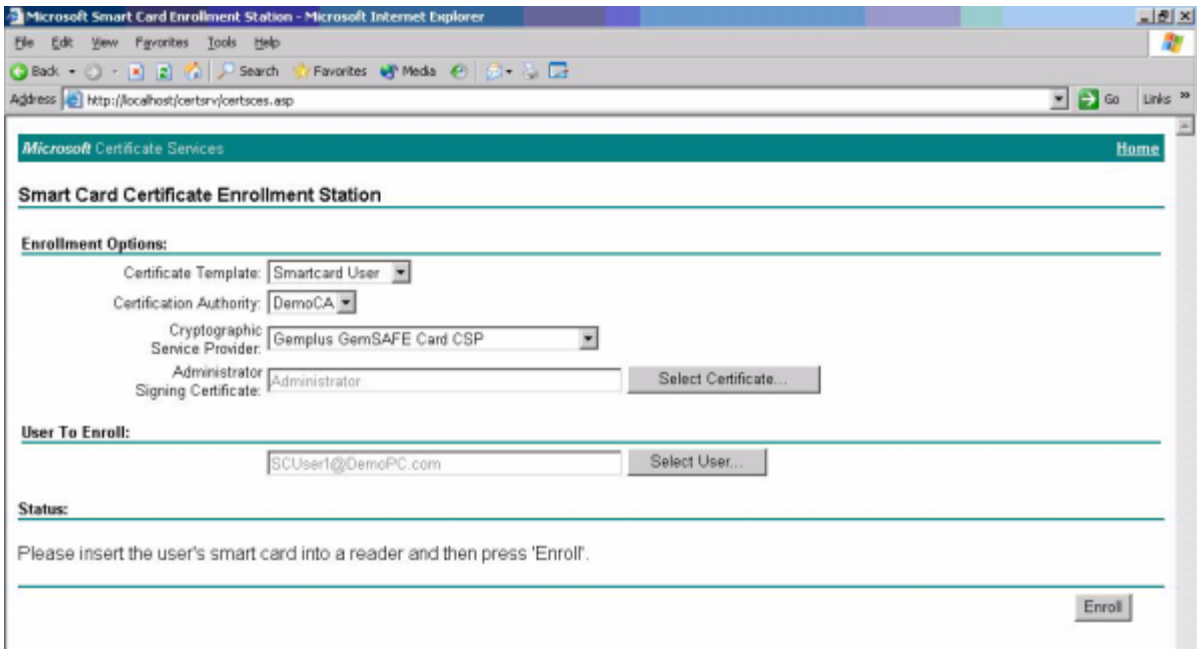 Microsoft Smart Card Enrollment Station - Microsoft Internet Explorer
File Edit View Favorites Tools Help
Back Search Favorites Media
Address http://localhost/certsrv/certsces.asp Go Links »
Microsoft Certificate Services Home
Smart Card Certificate Enrollment Station
Enrollment Options:
Certificate Template: Smartcard User
Certification Authority: DemoCA
Cryptographic
Service Provider: Gemplus GemSAFE Card CSP
Administrator
Signing Certificate: Administrator Select Certificate...
User To Enroll:
SCUser1@DemoPC.com Select User...
Status:
Please insert the user's smart card into a reader and then press 'Enroll'.
Enroll